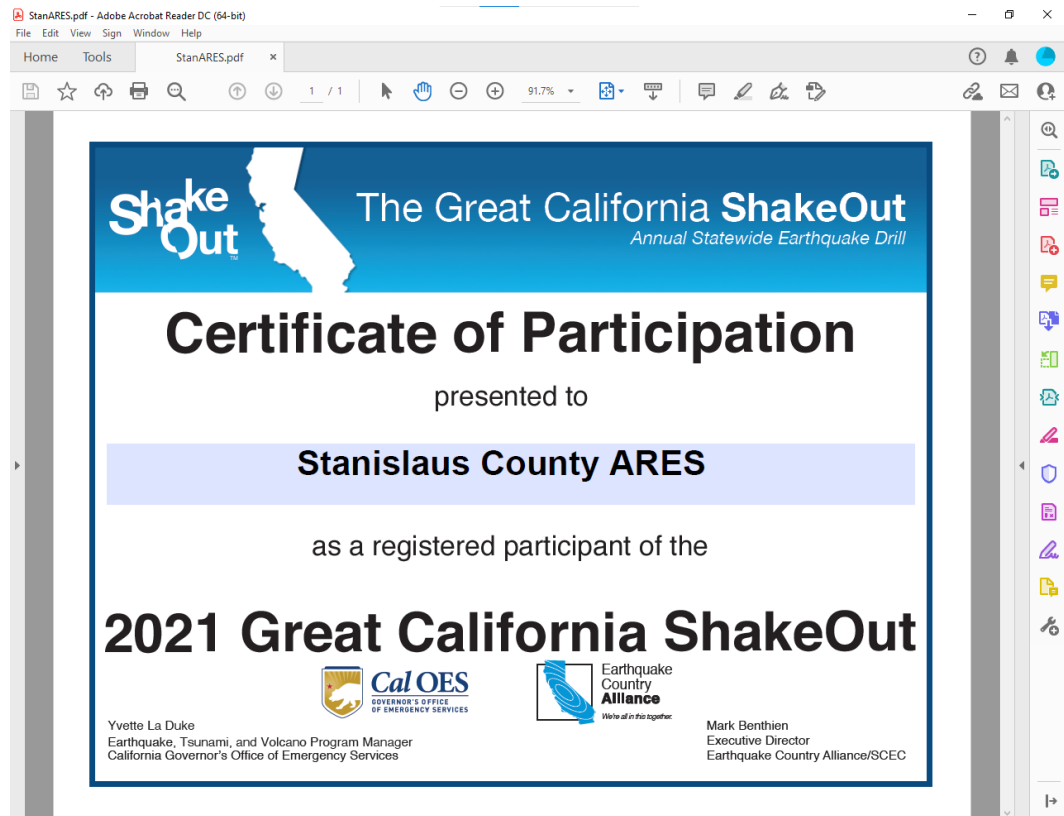 StanARES.pdf - Adobe Acrobat Reader DC (64-bit)
File Edit View Sign Window Help
Home Tools StanARES.pdf ×
1 / 1 91.7%
Shake
Out™
The Great California ShakeOut
Annual Statewide Earthquake Drill
Certificate of Participation
presented to
Stanislaus County ARES
as a registered participant of the
2021 Great California ShakeOut
Cal OES
GOVERNOR'S OFFICE
OF EMERGENCY SERVICES
Earthquake
Country
Alliance
We're all in this together.
Yvette La Duke
Earthquake, Tsunami, and Volcano Program Manager
California Governor's Office of Emergency Services
Mark Benthien
Executive Director
Earthquake Country Alliance/SCEC